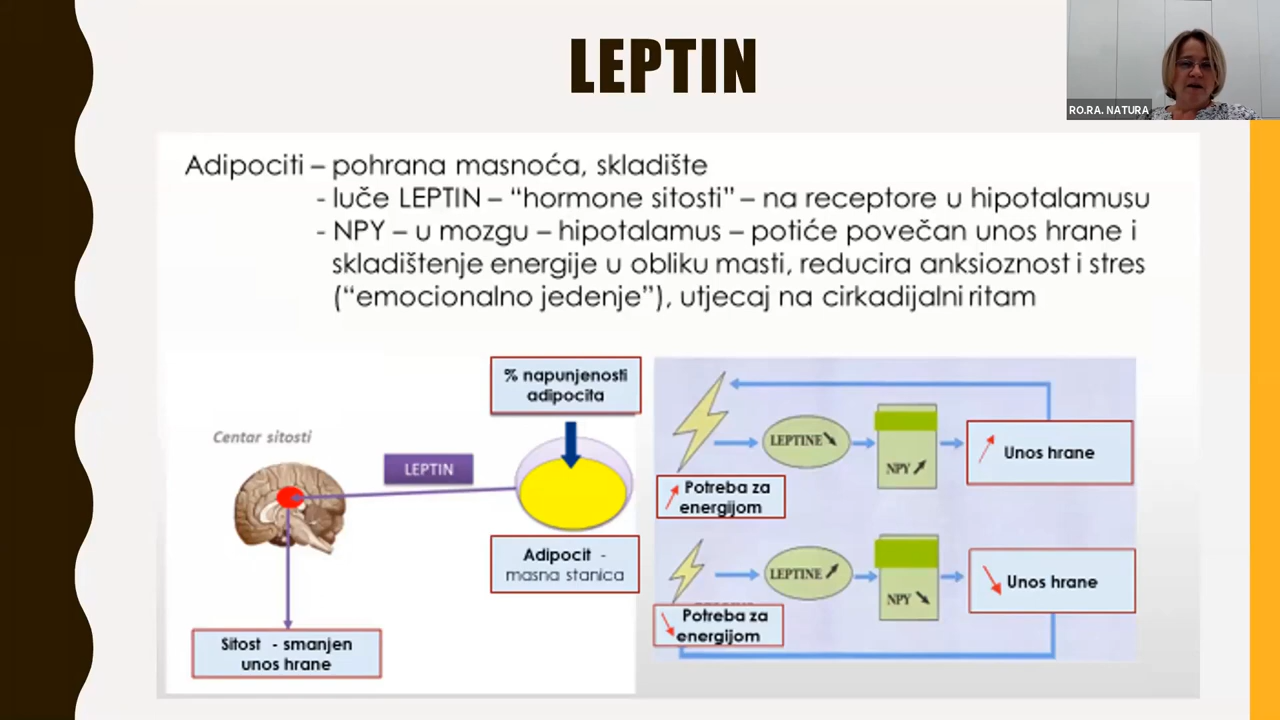 LEPTIN
RO.RA. NATURA
Adipociti – pohrana masnoća, skladište
- luče LEPTIN – “hormone sitosti” – na receptore u hipotalamusu
- NPY – u mozgu – hipotalamus – potiće povečan unos hrane i
skladištenje energije u obliku masti, reducira anksioznost i stres
(“emocionalno jedenje”), utjecaj na cirkadijalni ritam
% napunjenosti
adipocita
Centar sitosti
LEPTIN
Adipocit -
masna stanica
Sitost - smanjen
unos hrane
LEPTINE
NPY
Unos hrane
Potreba za
energijom
LEPTINE
NPY
Unos hrane
Potreba za
energijom